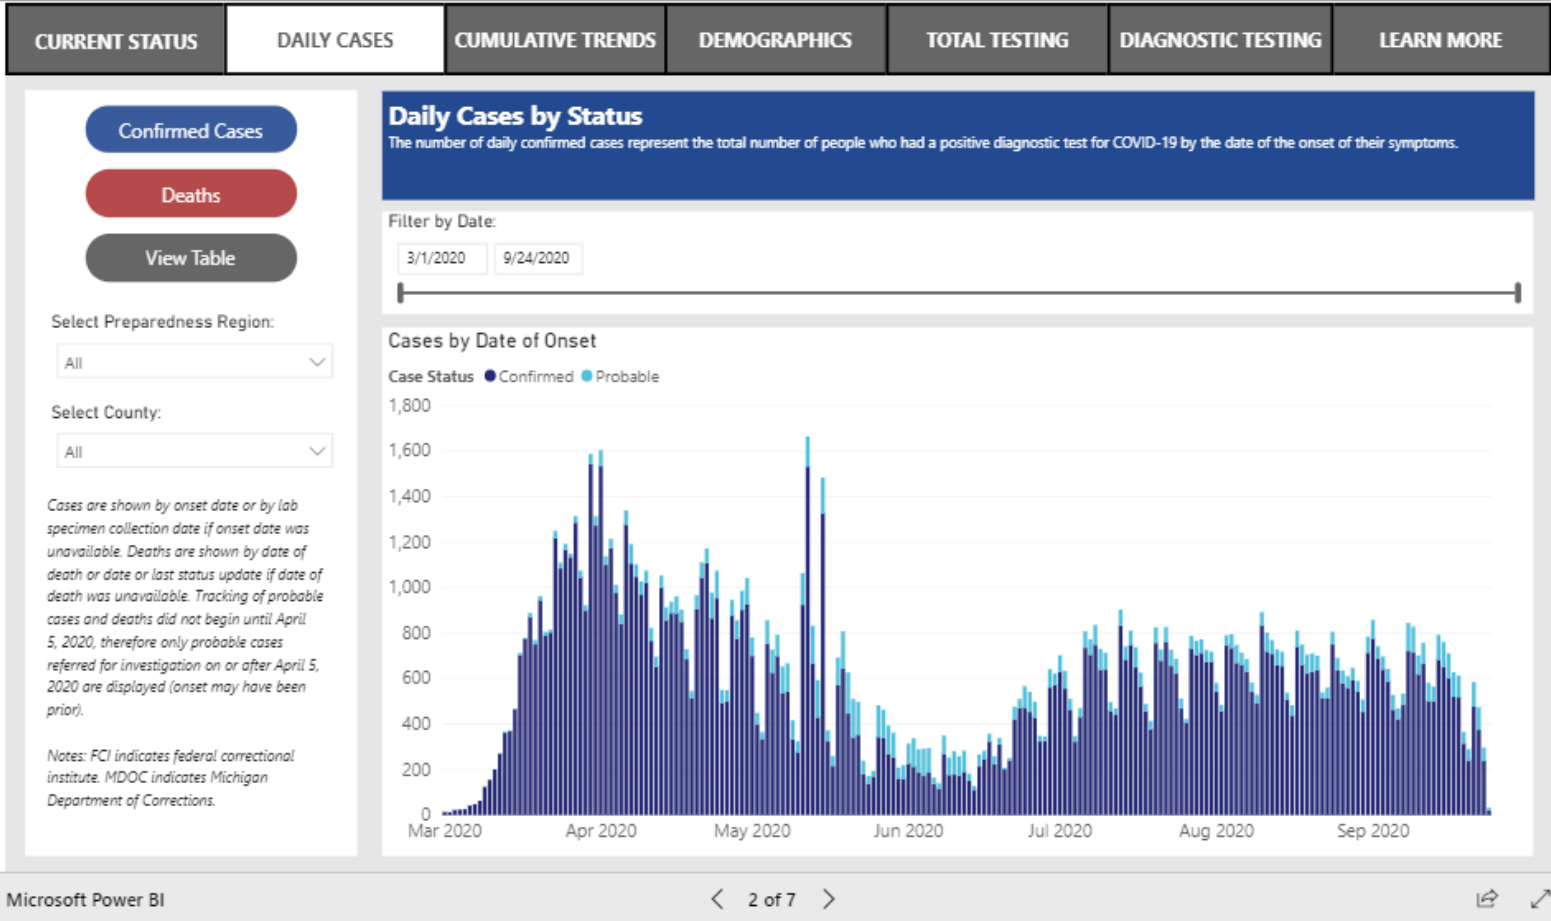 CURRENT STATUS
DAILY CASES
CUMULATIVE TRENDS
DEMOGRAPHICS
TOTAL TESTING
DIAGNOSTIC TESTING
LEARN MORE
Confirmed Cases
Deaths
View Table
Select Preparedness Region:
All
Select County:
All
Cases are shown by onset date or by lab
specimen collection date if onset date was
unavailable. Deaths are shown by date of
death or date or last status update if date of
death was unavailable. Tracking of probable
cases and deaths did not begin until April
5, 2020, therefore only probable cases
referred for investigation on or after April 5,
2020 are displayed (onset may have been
prior).
Notes: FCI indicates federal correctional
institute. MDOC indicates Michigan
Department of Corrections.
Daily Cases by Status
The number of daily confirmed cases represent the total number of people who had a positive diagnostic test for COVID-19 by the date of the onset of their symptoms.
Filter by Date:
3/1/2020 9/24/2020
Cases by Date of Onset
Case Status Confirmed Probable
1,800
1,600
1,400
1,200
1,000
800
600
400
200
0
Mar 2020 Apr 2020 May 2020 Jun 2020 Jul 2020 Aug 2020 Sep 2020
Microsoft Power BI
2 of 7